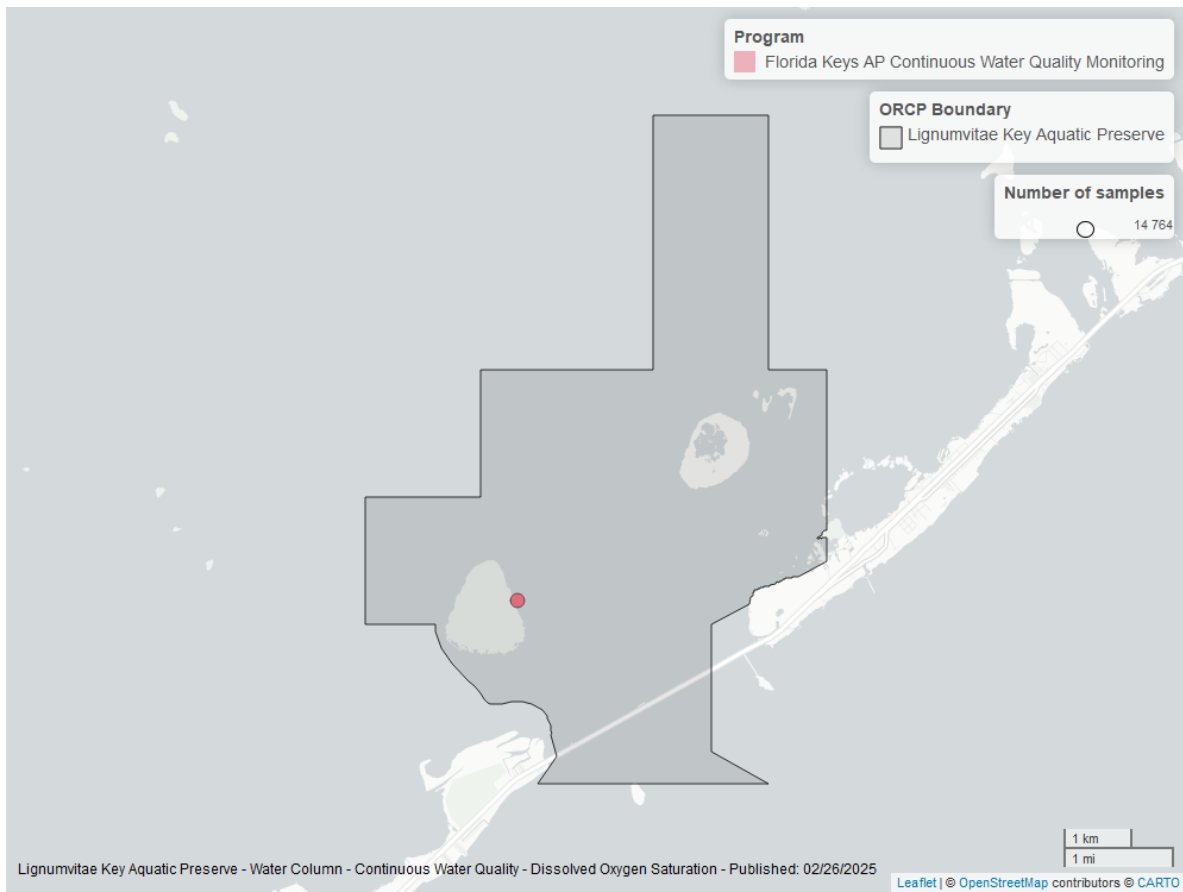 Program
Florida Keys AP Continuous Water Quality Monitoring
ORCP Boundary
Lignumvitae Key Aquatic Preserve
Number of samples
14 764
1 km
1 mi
Lignumvitae Key Aquatic Preserve - Water Column - Continuous Water Quality - Dissolved Oxygen Saturation - Published: 02/26/2025
Leaflet | © OpenStreetMap contributors © CARTO